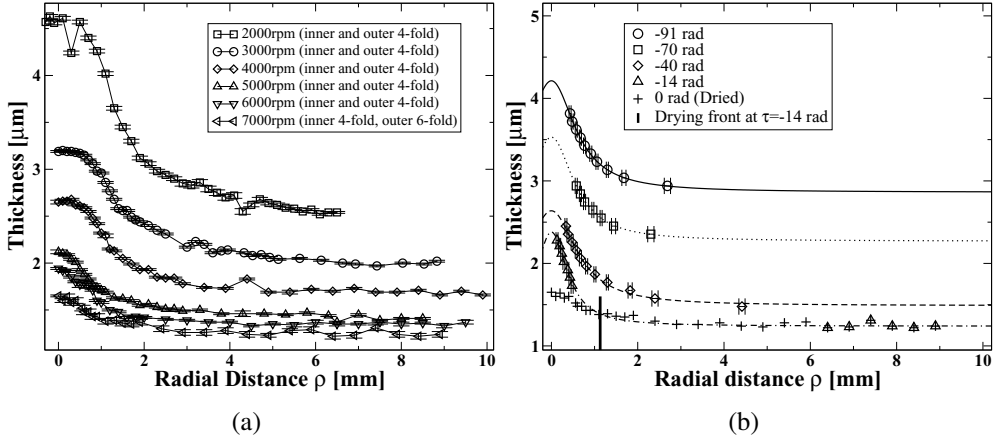 2000rpm (inner and outer 4-fold)
3000rpm (inner and outer 4-fold)
4000rpm (inner and outer 4-fold)
5000rpm (inner and outer 4-fold)
6000rpm (inner and outer 4-fold)
7000rpm (inner 4-fold, outer 6-fold)
Thickness [μm]
4
3
2
0 2 4 6 8 10
Radial Distance ρ [mm]
(a)
-91 rad
-70 rad
-40 rad
-14 rad
0 rad (Dried)
Drying front at τ=-14 rad
Thickness [μm]
5
4
3
2
1
0 2 4 6 8 10
Radial distance ρ [mm]
(b)